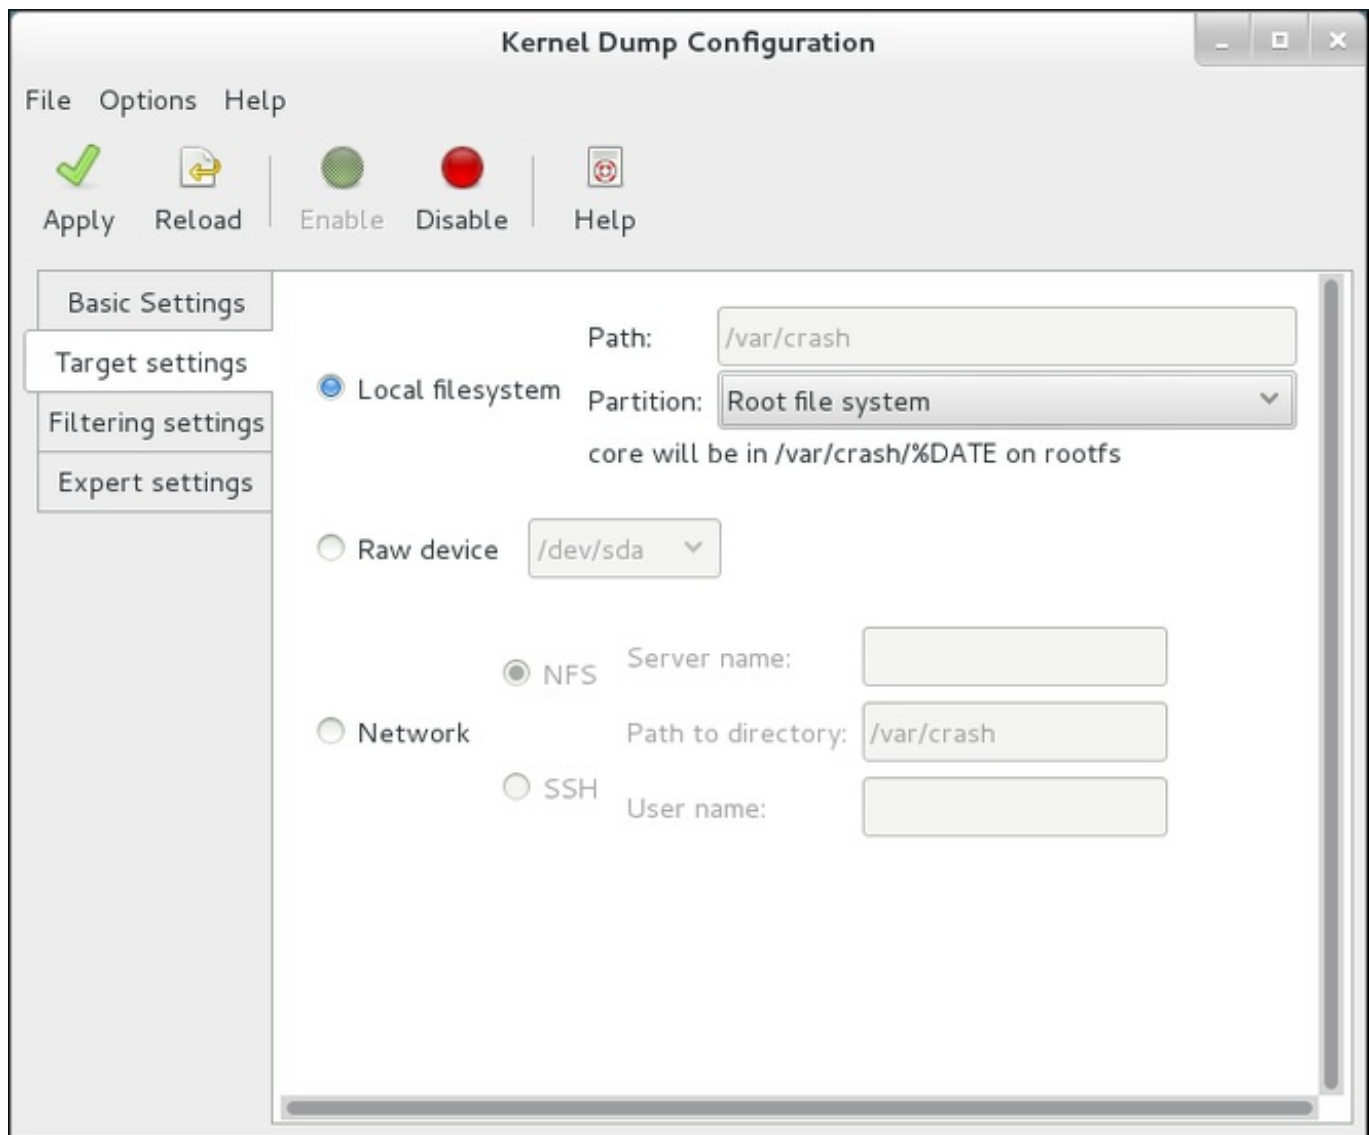 Kernel Dump Configuration
File Options Help
Apply Reload Enable Disable Help
Basic Settings
Target settings
Filtering settings
Expert settings
Path: /var/crash
Local filesystem
Partition: Root file system
core will be in /var/crash/%DATE on rootfs
Raw device /dev/sda
Network
NFS
SSH
Server name:
Path to directory: /var/crash
User name: